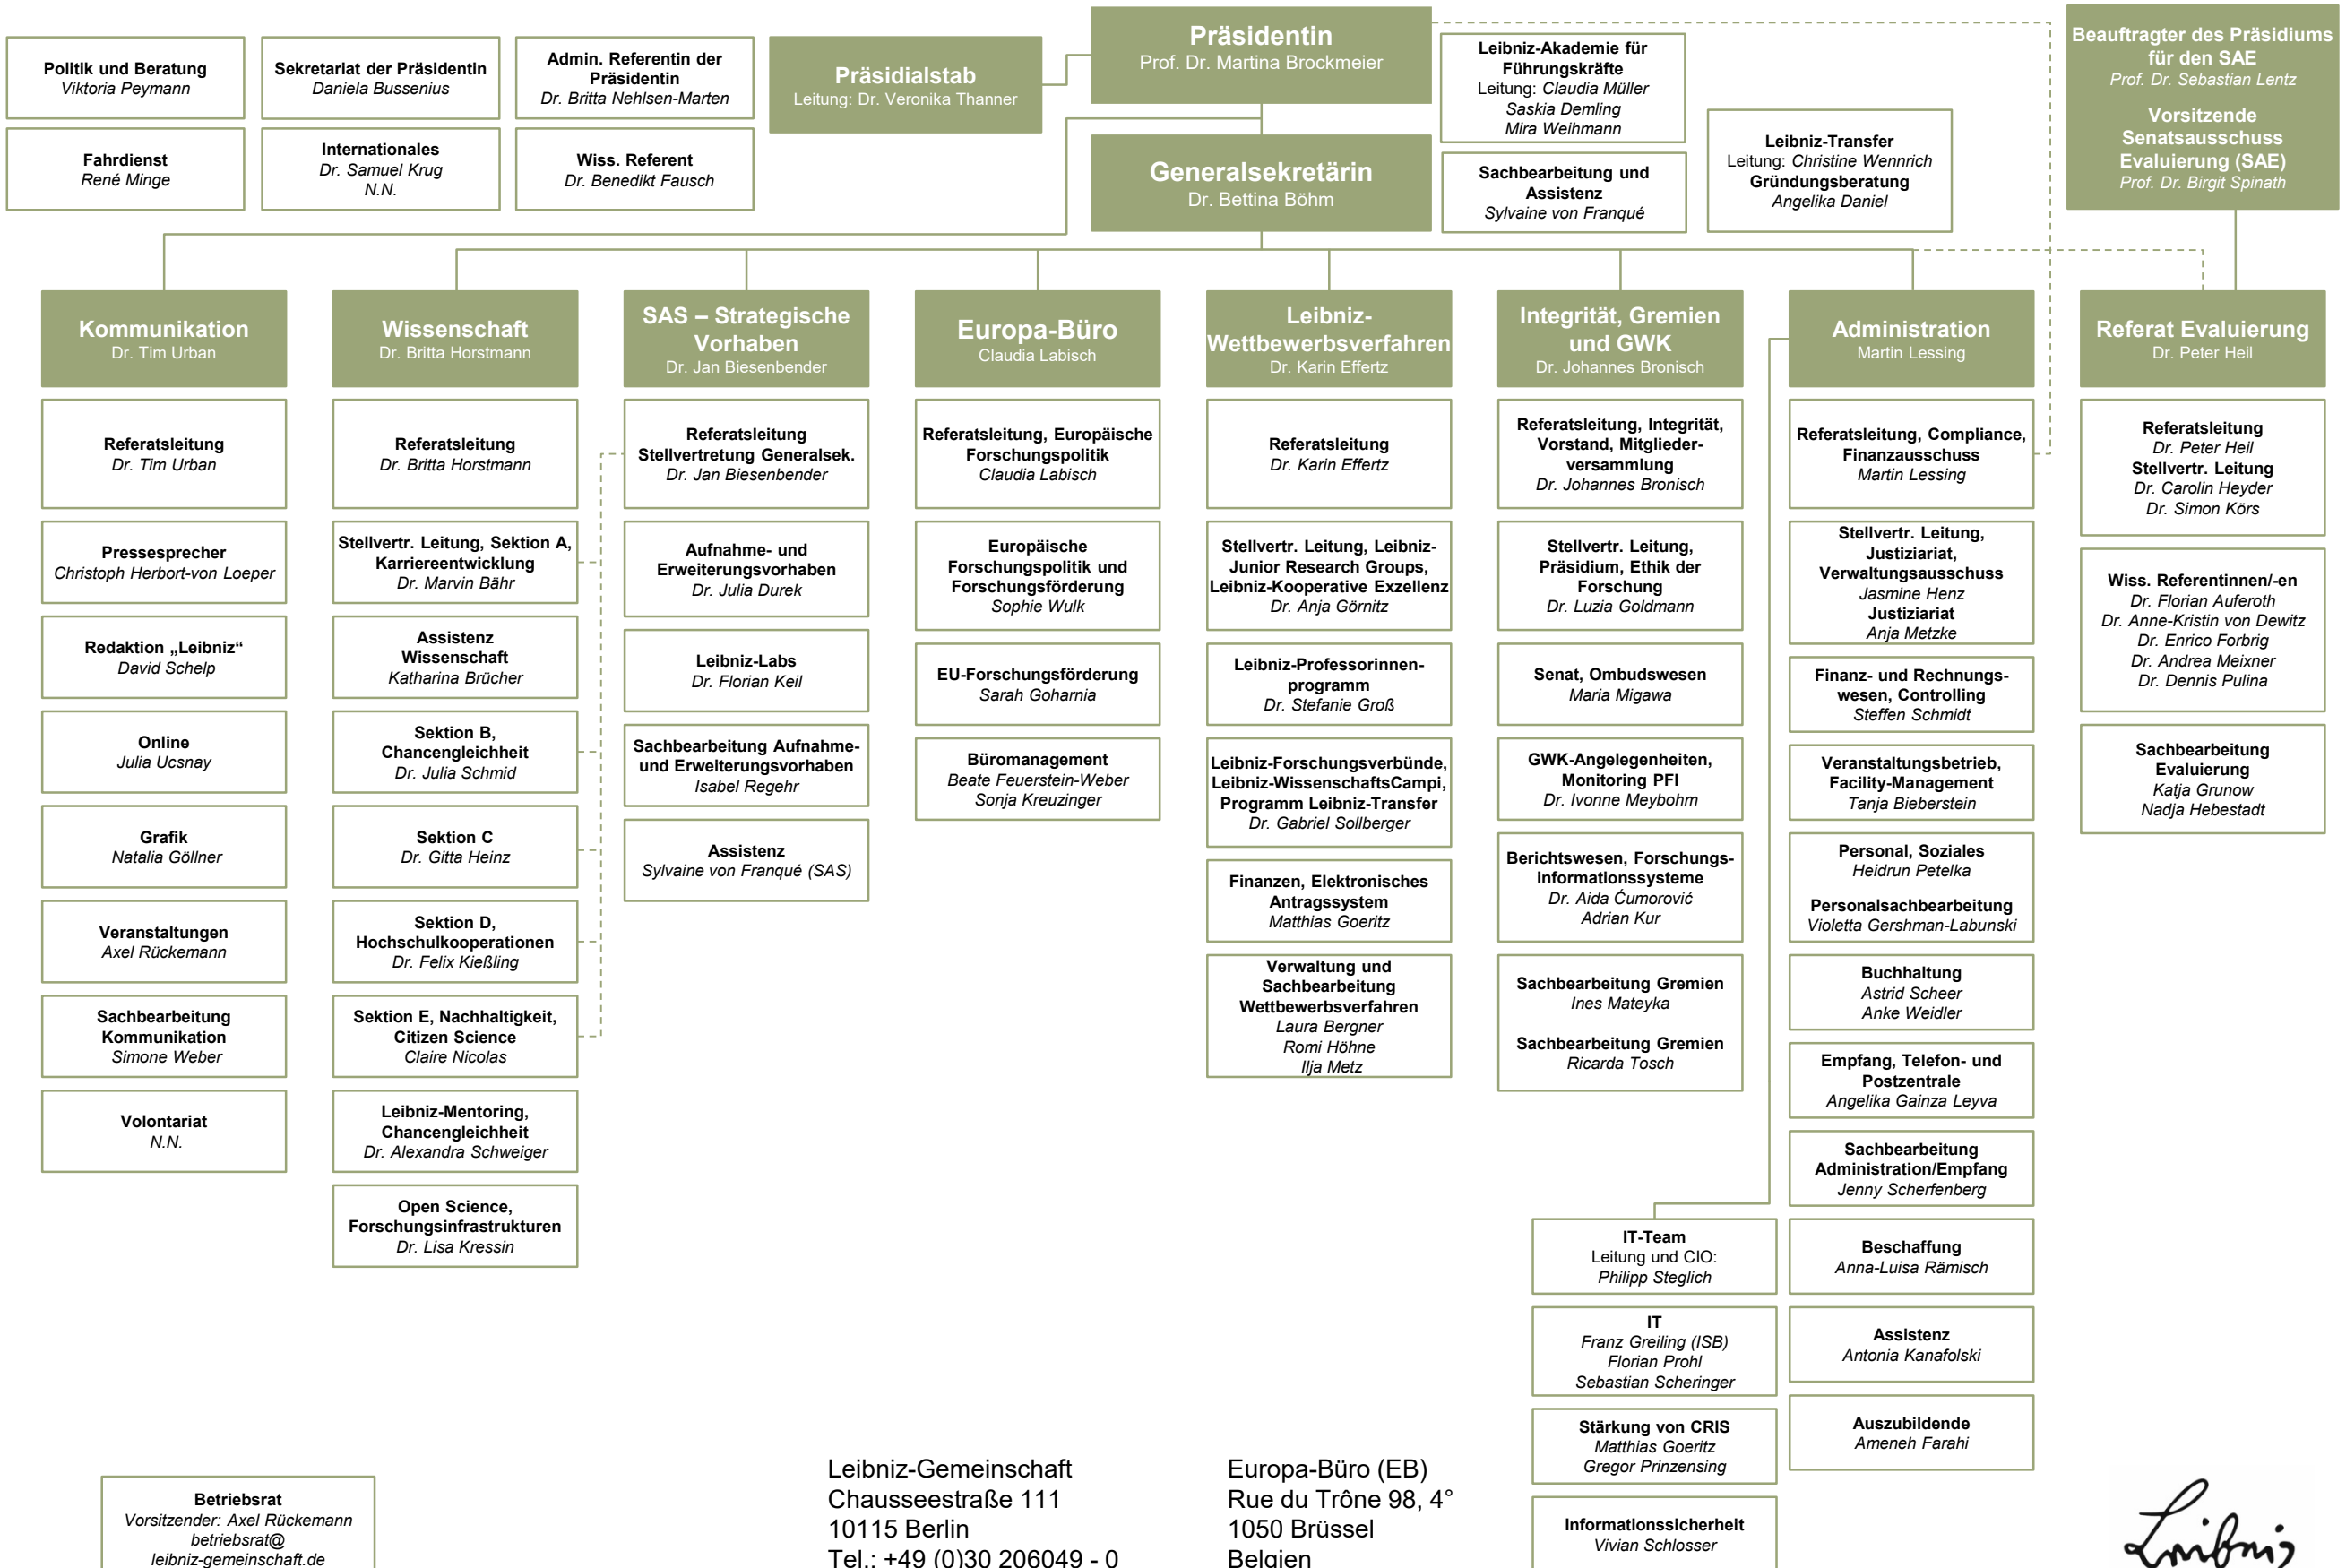 Präsidentin
Prof. Dr. Martina Brockmeier
Präsidialstab
Leitung: Dr. Veronika Thanner
Politik und Beratung
Viktoria Peymann
Sekretariat der Präsidentin
Daniela Bussenius
Admin. Referentin der
Präsidentin
Dr. Britta Nehlsen-Marten
Fahrdienst
René Minge
Internationales
Dr. Samuel Krug
N.N.
Wiss. Referent
Dr. Benedikt Fausch
Generalsekretärin
Dr. Bettina Böhm
Leibniz-Akademie für
Führungskräfte
Leitung: Claudia Müller
Saskia Demling
Mira Weihmann
Sachbearbeitung und
Assistenz
Sylvaine von Franqué
Leibniz-Transfer
Leitung: Christine Wennrich
Gründungsberatung
Angelika Daniel
Beauftragter des Präsidiums
für den SAE
Prof. Dr. Sebastian Lentz
Vorsitzende
Senatsausschuss
Evaluierung (SAE)
Prof. Dr. Birgit Spinath
Kommunikation
Dr. Tim Urban
Referatsleitung
Dr. Tim Urban
Pressesprecher
Christoph Herbort-von Loeper
Redaktion „Leibniz“
David Schelp
Online
Julia Ucsnay
Grafik
Natalia Göllner
Veranstaltungen
Axel Rückemann
Sachbearbeitung
Kommunikation
Simone Weber
Volontariat
N.N.
Wissenschaft
Dr. Britta Horstmann
Referatsleitung
Dr. Britta Horstmann
Stellvertr. Leitung, Sektion A,
Karriereentwicklung
Dr. Marvin Bähr
Assistenz
Wissenschaft
Katharina Brücher
Sektion B,
Chancengleichheit
Dr. Julia Schmid
Sektion C
Dr. Gitta Heinz
Sektion D,
Hochschulkooperationen
Dr. Felix Kießling
Sektion E, Nachhaltigkeit,
Citizen Science
Claire Nicolas
Leibniz-Mentoring,
Chancengleichheit
Dr. Alexandra Schweiger
Open Science,
Forschungsinfrastrukturen
Dr. Lisa Kressin
SAS – Strategische
Vorhaben
Dr. Jan Biesenbender
Referatsleitung
Stellvertretung Generalsek.
Dr. Jan Biesenbender
Aufnahme- und
Erweiterungsvorhaben
Dr. Julia Durek
Leibniz-Labs
Dr. Florian Keil
Sachbearbeitung Aufnahme-
und Erweiterungsvorhaben
Isabel Regehr
Assistenz
Sylvaine von Franqué (SAS)
Europa-Büro
Claudia Labisch
Referatsleitung, Europäische
Forschungspolitik
Claudia Labisch
Europäische
Forschungspolitik und
Forschungsförderung
Sophie Wulk
EU-Forschungsförderung
Sarah Goharnia
Büromanagement
Beate Feuerstein-Weber
Sonja Kreuzinger
Leibniz-
Wettbewerbsverfahren
Dr. Karin Effertz
Referatsleitung
Dr. Karin Effertz
Stellvertr. Leitung, Leibniz-
Junior Research Groups,
Leibniz-Kooperative Exzellenz
Dr. Anja Görnitz
Leibniz-Professorinnen-
programm
Dr. Stefanie Groß
Leibniz-Forschungsverbünde,
Leibniz-WissenschaftsCampi,
Programm Leibniz-Transfer
Dr. Gabriel Sollberger
Finanzen, Elektronisches
Antragssystem
Matthias Goeritz
Verwaltung und
Sachbearbeitung
Wettbewerbsverfahren
Laura Bergner
Romi Höhne
Ilja Metz
Integrität, Gremien
und GWK
Dr. Johannes Bronisch
Referatsleitung, Integrität,
Vorstand, Mitglieder-
versammlung
Dr. Johannes Bronisch
Stellvertr. Leitung,
Präsidium, Ethik der
Forschung
Dr. Luzia Goldmann
Senat, Ombudswesen
Maria Migawa
GWK-Angelegenheiten,
Monitoring PFI
Dr. Ivonne Meybohm
Berichtswesen, Forschungs-
informationssysteme
Dr. Aida Ćumorović
Adrian Kur
Sachbearbeitung Gremien
Ines Mateyka
Sachbearbeitung Gremien
Ricarda Tosch
Administration
Martin Lessing
Referatsleitung, Compliance,
Finanzausschuss
Martin Lessing
Stellvertr. Leitung,
Justiziariat,
Verwaltungsausschuss
Jasmine Henz
Justiziariat
Anja Metzke
Finanz- und Rechnungs-
wesen, Controlling
Steffen Schmidt
Veranstaltungsbetrieb,
Facility-Management
Tanja Bieberstein
Personal, Soziales
Heidrun Petelka
Personalsachbearbeitung
Violetta Gershman-Labunski
Buchhaltung
Astrid Scheer
Anke Weidler
Empfang, Telefon- und
Postzentrale
Angelika Gainza Leyva
Sachbearbeitung
Administration/Empfang
Jenny Scherfenberg
Beschaffung
Anna-Luisa Rämisch
Assistenz
Antonia Kanafolski
Auszubildende
Ameneh Farahi
IT-Team
Leitung und CIO:
Philipp Steglich
IT
Franz Greiling (ISB)
Florian Prohl
Sebastian Scheringer
Stärkung von CRIS
Matthias Goeritz
Gregor Prinzensing
Informationssicherheit
Vivian Schlosser
Referat Evaluierung
Dr. Peter Heil
Referatsleitung
Dr. Peter Heil
Stellvertr. Leitung
Dr. Carolin Heyder
Dr. Simon Körs
Wiss. Referentinnen/-en
Dr. Florian Auferoth
Dr. Anne-Kristin von Dewitz
Dr. Enrico Forbrig
Dr. Andrea Meixner
Dr. Dennis Pulina
Sachbearbeitung
Evaluierung
Katja Grunow
Nadja Hebestadt
Betriebsrat
Vorsitzender: Axel Rückemann
betriebsrat@
leibniz-gemeinschaft.de
Leibniz-Gemeinschaft
Chausseestraße 111
10115 Berlin
Tel.: +49 (0)30 206049 - 0
Europa-Büro (EB)
Rue du Trône 98, 4°
1050 Brüssel
Belgien
Leibniz